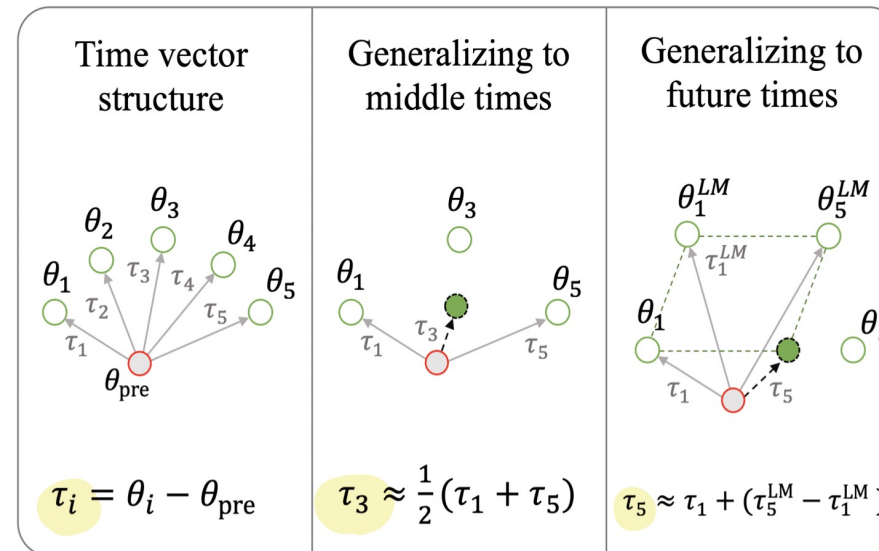 Time vector
structure
θ₃
θ₂
θ₄
θ₁
τ₃
τ₄
θ₅
τ₂
τ₅
τ₁
θ_pre
τᵢ = θᵢ − θ_pre
Generalizing to
middle times
θ₃
θ₁
θ₅
τ₃
τ₁
τ₅
τ₃ ≈ ½(τ₁ + τ₅)
Generalizing to
future times
θ₁^LM
θ₅^LM
τ₁^LM
θ₁
θ
τ₁
τ₅
τ₅ ≈ τ₁ + (τ₅^LM − τ₁^LM)